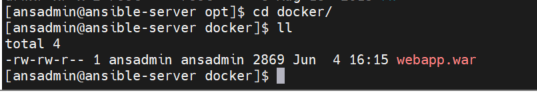 [ansadmin@ansible-server opt]$ cd docker/
[ansadmin@ansible-server docker]$ ll
total 4
-rw-rw-r-- 1 ansadmin ansadmin 2869 Jun  4 16:15 webapp.war
[ansadmin@ansible-server docker]$